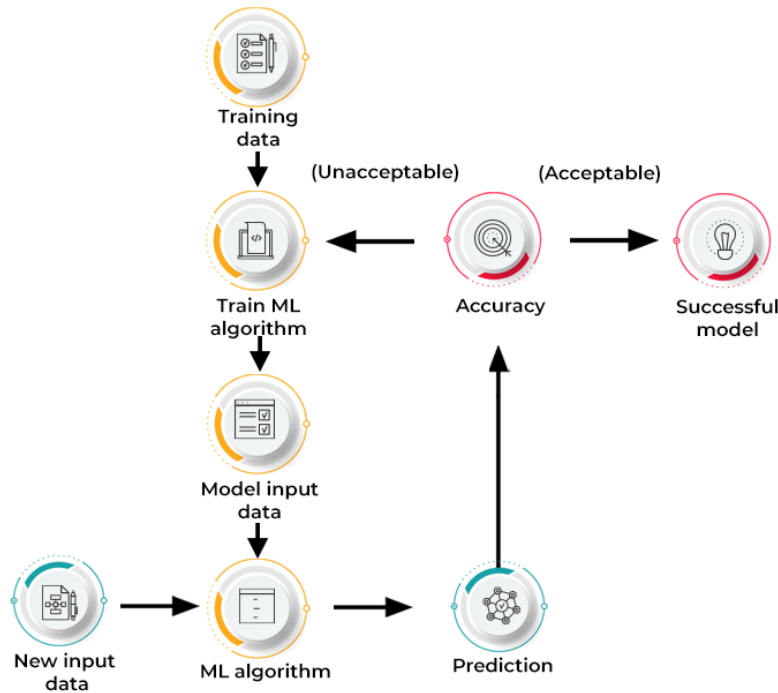 Training
data
(Unacceptable)
(Acceptable)
Train ML
algorithm
Accuracy
Successful
model
Model input
data
New input
data
ML algorithm
Prediction